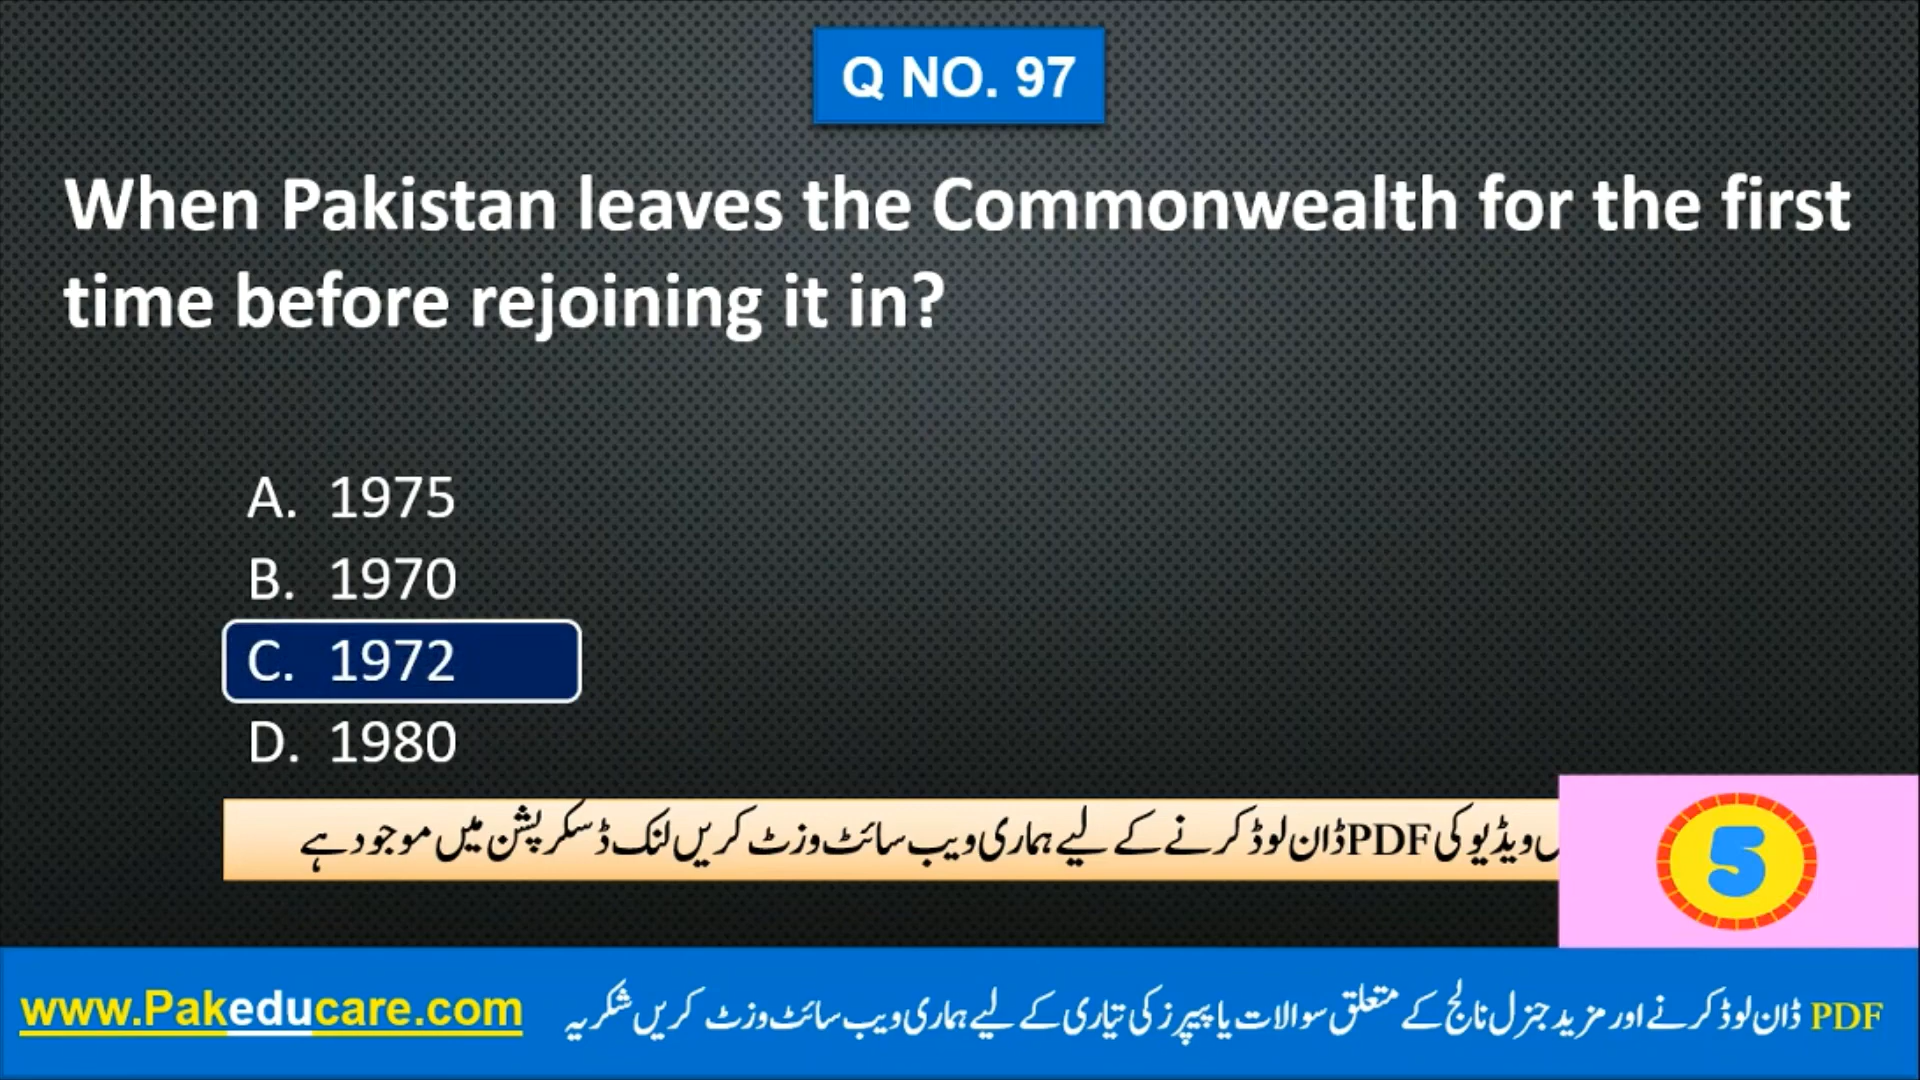 Q NO. 97
When Pakistan leaves the Commonwealth for the first
time before rejoining it in?
A. 1975
B. 1970
C. 1972
D. 1980
ویڈیو کی PDF ڈان لوڈ کرنے کے لیے ہماری ویب سائٹ وزٹ کریں لنک ڈسکرپشن میں موجود ہے
5
www.Pakeducare.com
PDF ڈان لوڈ کرنے اور مزید جنرل نالج کے متعلق سوالات یا پیپرز کی تیاری کے لیے ہماری ویب سائٹ وزٹ کریں شکریہ